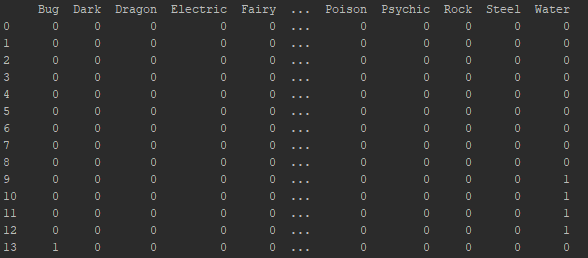 Bug Dark Dragon Electric Fairy ... Poison Psychic Rock Steel Water
0 0 0 0 0 0 ... 0 0 0 0 0
1 0 0 0 0 0 ... 0 0 0 0 0
2 0 0 0 0 0 ... 0 0 0 0 0
3 0 0 0 0 0 ... 0 0 0 0 0
4 0 0 0 0 0 ... 0 0 0 0 0
5 0 0 0 0 0 ... 0 0 0 0 0
6 0 0 0 0 0 ... 0 0 0 0 0
7 0 0 0 0 0 ... 0 0 0 0 0
8 0 0 0 0 0 ... 0 0 0 0 0
9 0 0 0 0 0 ... 0 0 0 0 1
10 0 0 0 0 0 ... 0 0 0 0 1
11 0 0 0 0 0 ... 0 0 0 0 1
12 0 0 0 0 0 ... 0 0 0 0 1
13 1 0 0 0 0 ... 0 0 0 0 0